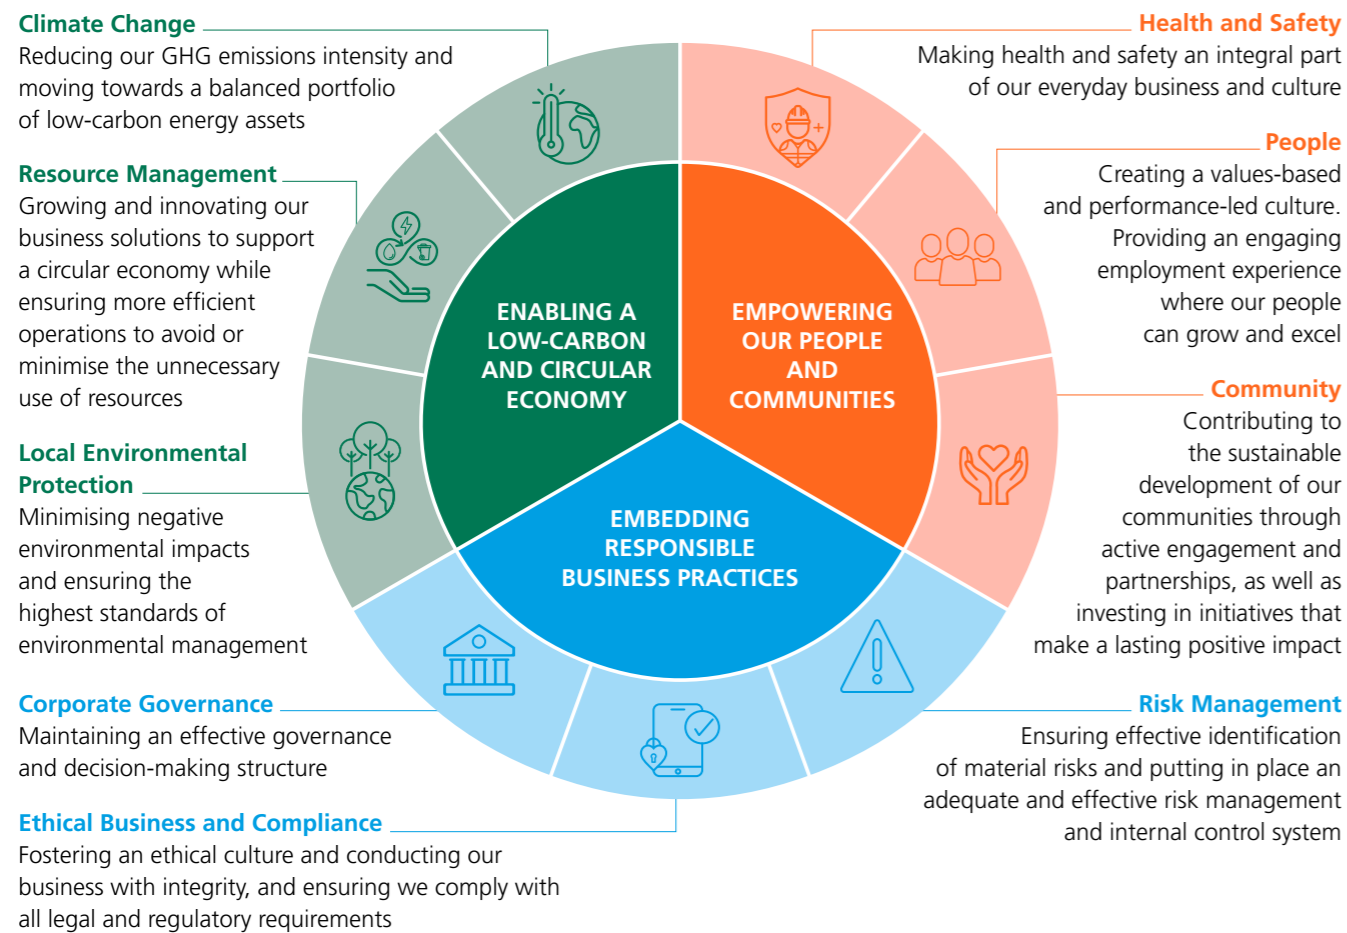 Climate Change
Reducing our GHG emissions intensity and
moving towards a balanced portfolio
of low-carbon energy assets
Resource Management
Growing and innovating our
business solutions to support
a circular economy while
ensuring more efficient
operations to avoid or
minimise the unnecessary
use of resources
Local Environmental
Protection
Minimising negative
environmental impacts
and ensuring the
highest standards of
environmental management
Corporate Governance
Maintaining an effective governance
and decision-making structure
Ethical Business and Compliance
Fostering an ethical culture and conducting our
business with integrity, and ensuring we comply with
all legal and regulatory requirements
ENABLING A
LOW-CARBON
AND CIRCULAR
ECONOMY
EMPOWERING
OUR PEOPLE
AND
COMMUNITIES
EMBEDDING
RESPONSIBLE
BUSINESS PRACTICES
Health and Safety
Making health and safety an integral part
of our everyday business and culture
People
Creating a values-based
and performance-led culture.
Providing an engaging
employment experience
where our people
can grow and excel
Community
Contributing to
the sustainable
development of our
communities through
active engagement and
partnerships, as well as
investing in initiatives that
make a lasting positive impact
Risk Management
Ensuring effective identification
of material risks and putting in place an
adequate and effective risk management
and internal control system